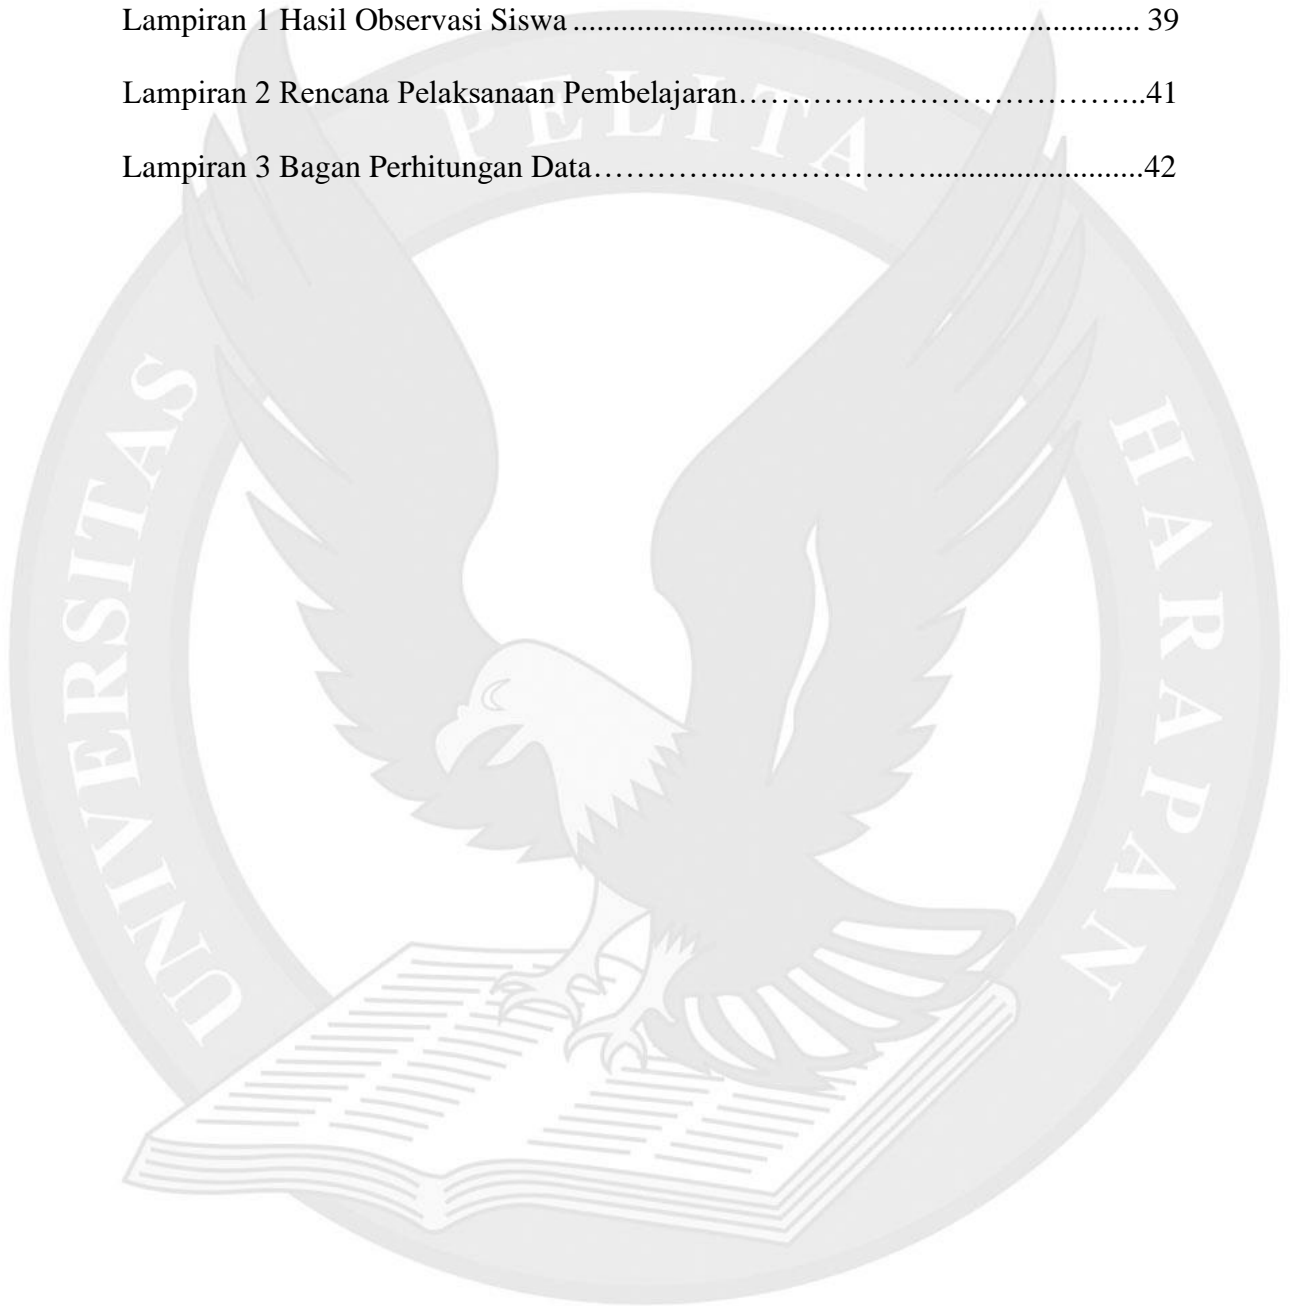 Lampiran 1 Hasil Observasi Siswa ....................................................................... 39
Lampiran 2 Rencana Pelaksanaan Pembelajaran…………………………………...41
Lampiran 3 Bagan Perhitungan Data…………..………………...........................42
UNIVERSITAS PELITA HARAPAN